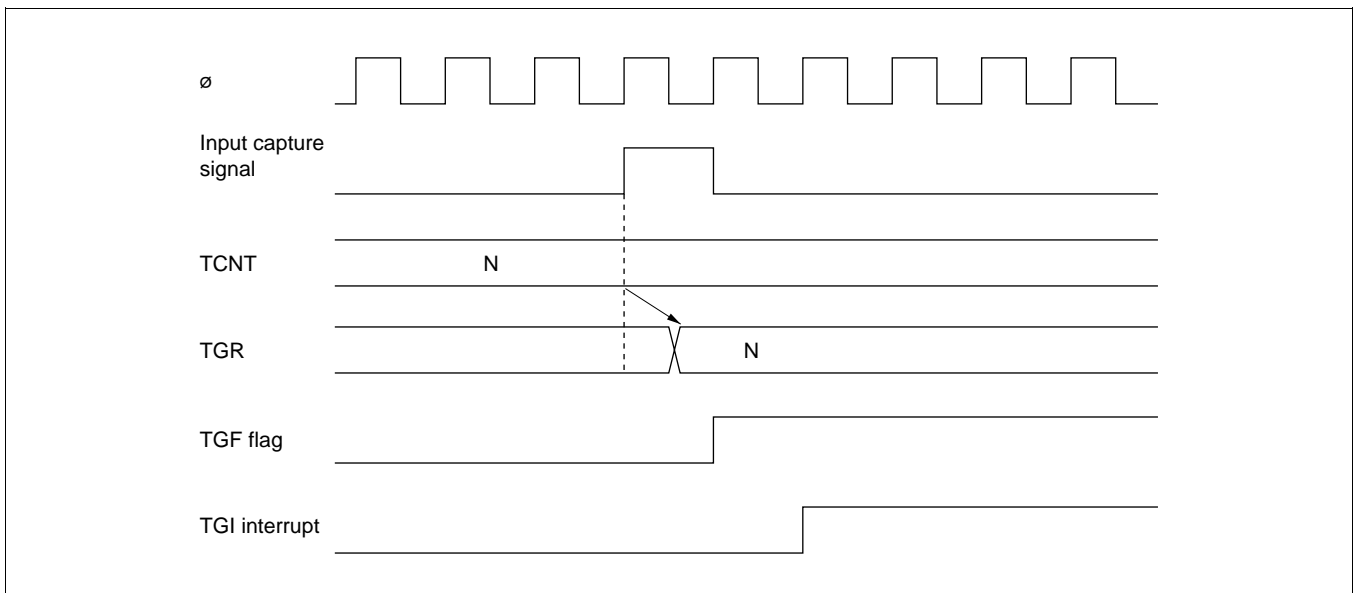 ø
Input capture
signal
TCNT
N
TGR
N
TGF flag
TGI interrupt